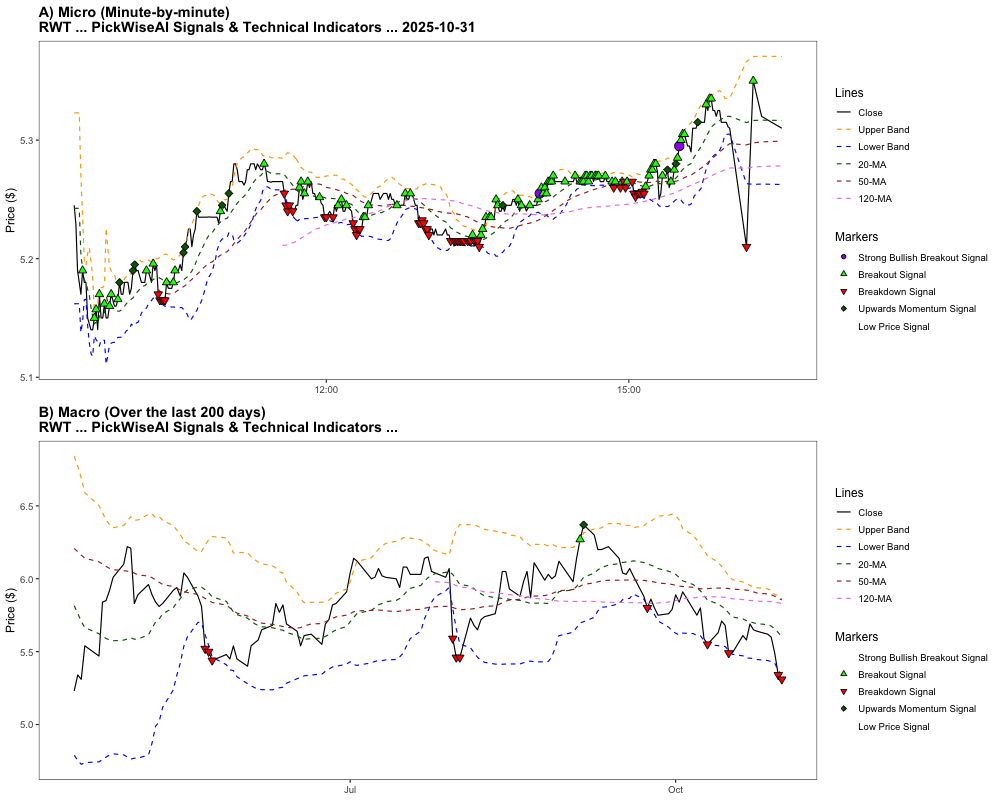 A) Micro (Minute-by-minute)
RWT ... PickWiseAI Signals & Technical Indicators ... 2025-10-31
Price ($)
5.3
5.2
5.1
12:00
15:00
Lines
Close
Upper Band
Lower Band
20-MA
50-MA
120-MA
Markers
Strong Bullish Breakout Signal
Breakout Signal
Breakdown Signal
Upwards Momentum Signal
Low Price Signal
B) Macro (Over the last 200 days)
RWT ... PickWiseAI Signals & Technical Indicators ...
Price ($)
6.5
6.0
5.5
5.0
Jul
Oct
Lines
Close
Upper Band
Lower Band
20-MA
50-MA
120-MA
Markers
Strong Bullish Breakout Signal
Breakout Signal
Breakdown Signal
Upwards Momentum Signal
Low Price Signal